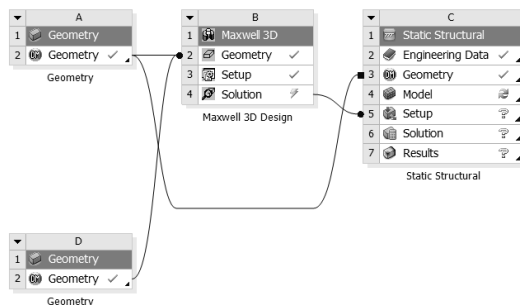 A
1 Geometry
2 Geometry
Geometry
B
1 Maxwell 3D
2 Geometry
3 Setup
4 Solution
Maxwell 3D Design
C
1 Static Structural
2 Engineering Data
3 Geometry
4 Model
5 Setup
6 Solution
7 Results
Static Structural
D
1 Geometry
2 Geometry
Geometry